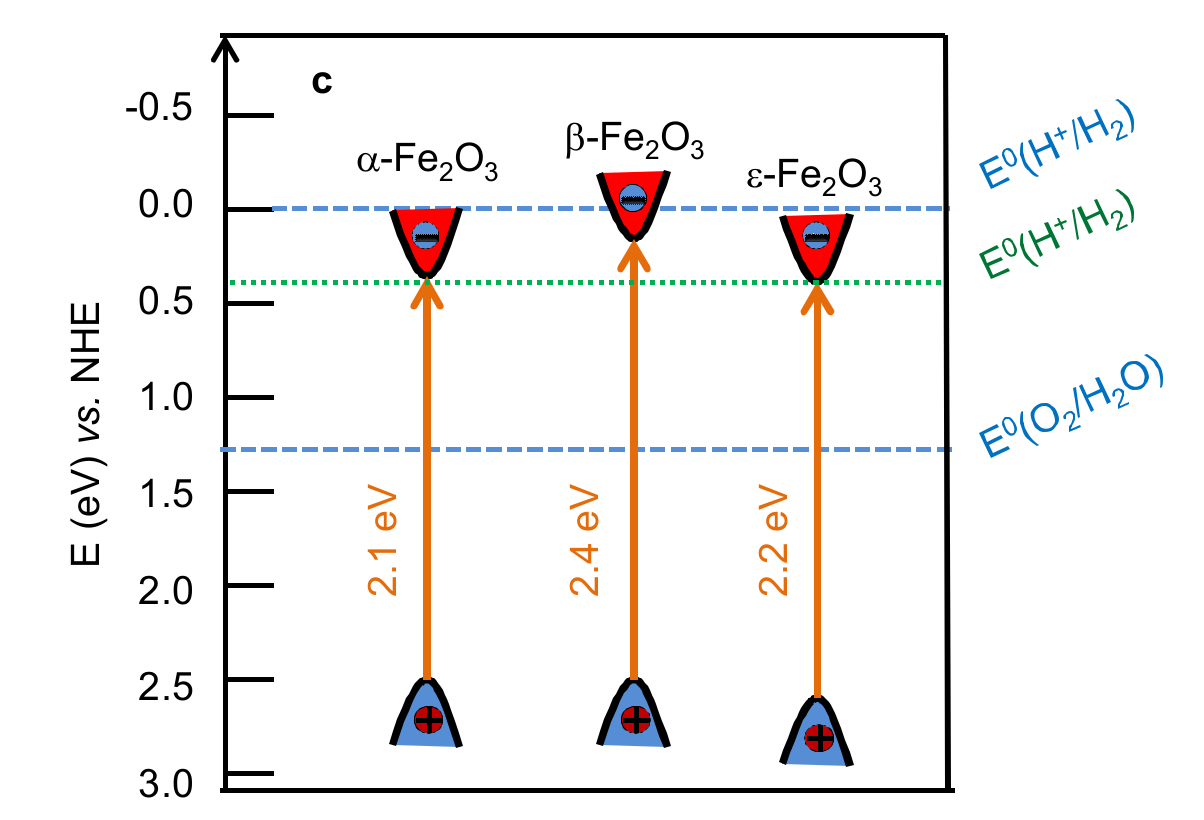 c
-0.5
0.0
0.5
1.0
1.5
2.0
2.5
3.0
E (eV) vs. NHE
α-Fe₂O₃
β-Fe₂O₃
ε-Fe₂O₃
2.1 eV
2.4 eV
2.2 eV
E⁰(H⁺/H₂)
E⁰(H⁺/H₂)
E⁰(O₂/H₂O)